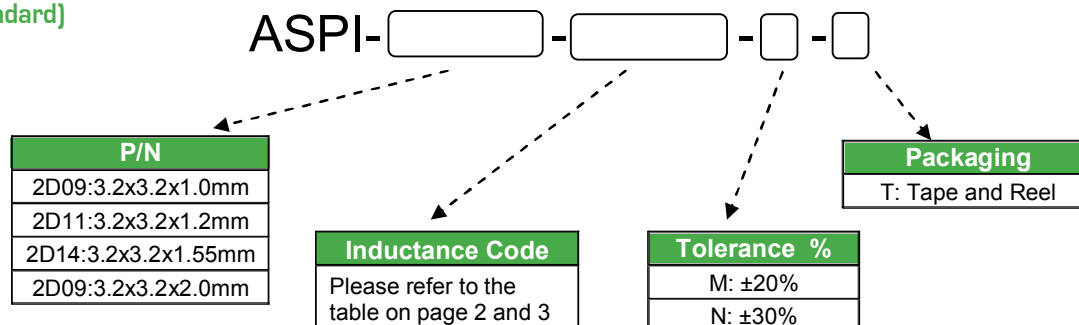 ndard)
ASPI- - - -
P/N
2D09:3.2x3.2x1.0mm
2D11:3.2x3.2x1.2mm
2D14:3.2x3.2x1.55mm
2D09:3.2x3.2x2.0mm
Inductance Code
Please refer to the
table on page 2 and 3
Tolerance %
M: ±20%
N: ±30%
Packaging
T: Tape and Reel